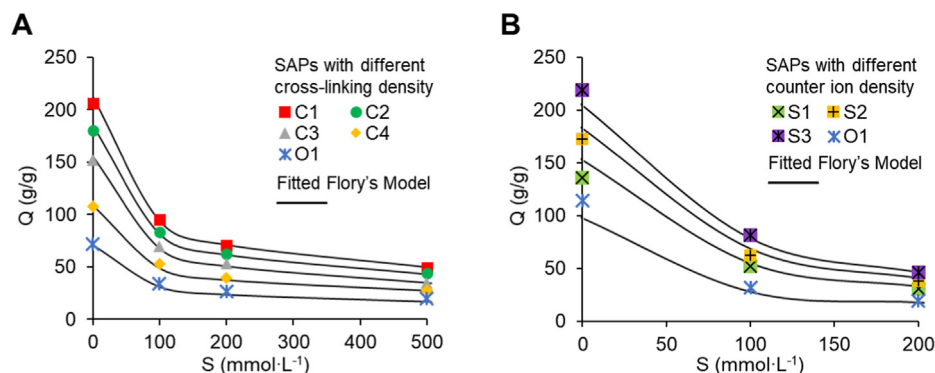 A
250
200
150
100
50
0
Q (g/g)
0 100 200 300 400 500
S (mmol·L⁻¹)
SAPs with different
cross-linking density
C1 C2
C3 C4
O1
Fitted Flory's Model
B
250
200
150
100
50
0
Q (g/g)
0 50 100 150 200
S (mmol·L⁻¹)
SAPs with different
counter ion density
S1 S2
S3 O1
Fitted Flory's Model